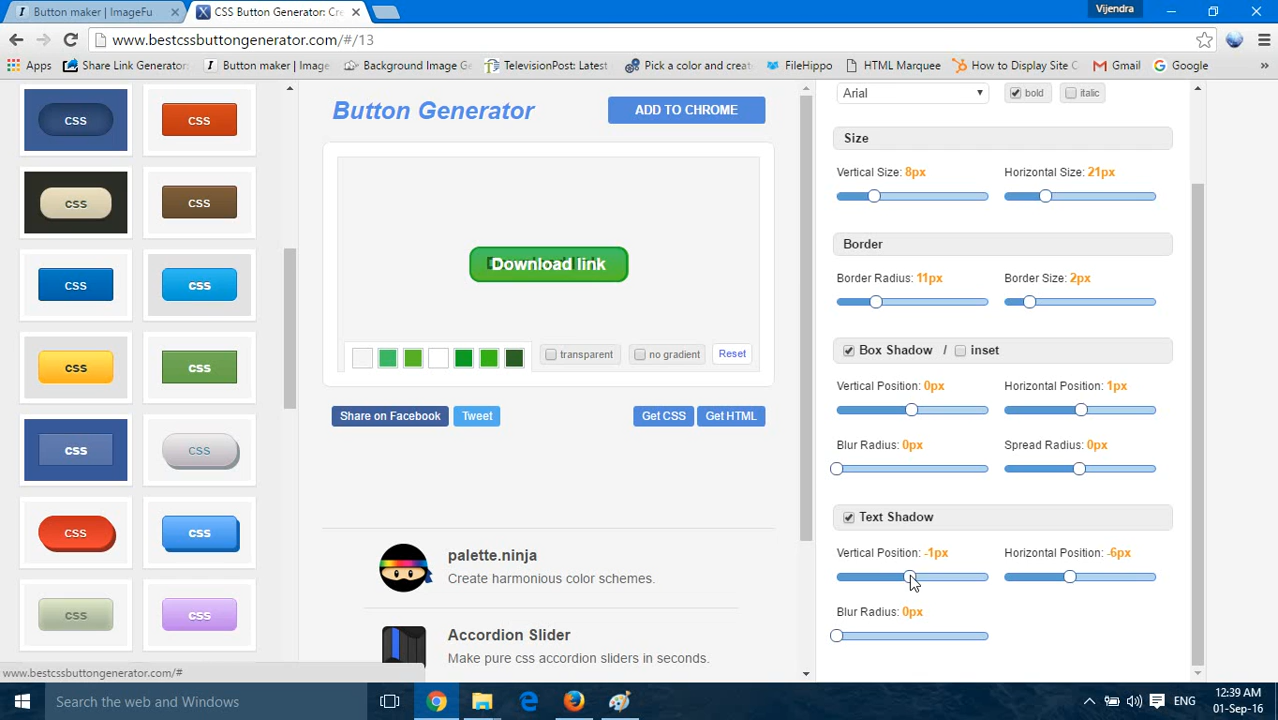 Button maker | ImageFu
CSS Button Generator: Cre
Vijendra
www.bestcssbuttongenerator.com/#/13
Apps
Share Link Generator:
Button maker | Image
Background Image Ge
TelevisionPost: Latest
Pick a color and creat
FileHippo
HTML Marquee
How to Display Site C
Gmail
Google
»
CSS
CSS
CSS
CSS
CSS
CSS
CSS
CSS
CSS
CSS
CSS
CSS
CSS
CSS
Button Generator
ADD TO CHROME
Download link
transparent
no gradient
Reset
Share on Facebook
Tweet
Get CSS
Get HTML
palette.ninja
Create harmonious color schemes.
Accordion Slider
Make pure css accordion sliders in seconds.
Arial
bold
italic
Size
Vertical Size: 8px
Horizontal Size: 21px
Border
Border Radius: 11px
Border Size: 2px
Box Shadow / inset
Vertical Position: 0px
Horizontal Position: 1px
Blur Radius: 0px
Spread Radius: 0px
Text Shadow
Vertical Position: -1px
Horizontal Position: -6px
Blur Radius: 0px
www.bestcssbuttongenerator.com/#
Search the web and Windows
ENG
12:39 AM
01-Sep-16